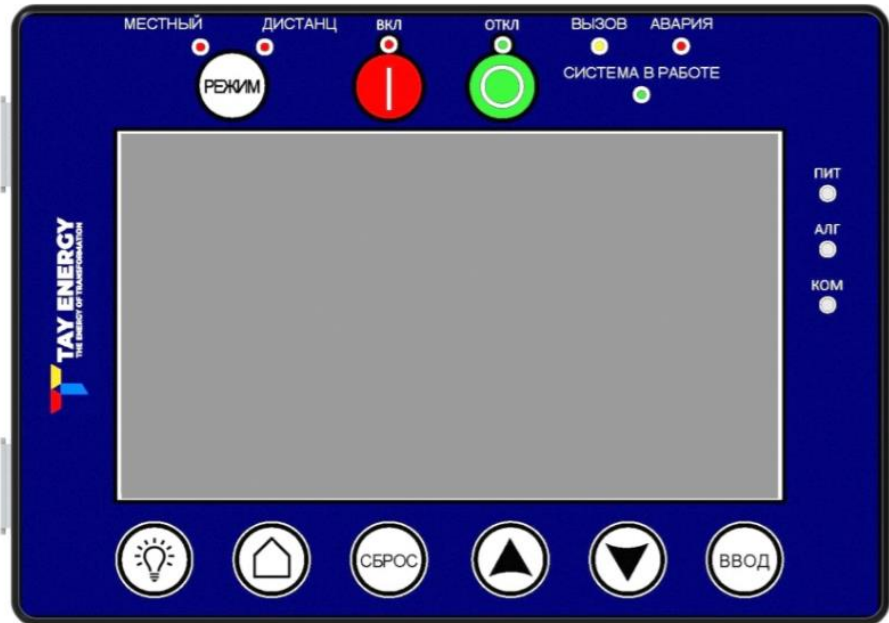 МЕСТНЫЙ
ДИСТАНЦ
ВКЛ
ОТКЛ
ВЫЗОВ
АВАРИЯ
РЕЖИМ
СИСТЕМА В РАБОТЕ
ПИТ
АЛГ
КОМ
TAY ENERGY
THE ENERGY OF TRANSFORMATION
СБРОС
ВВОД